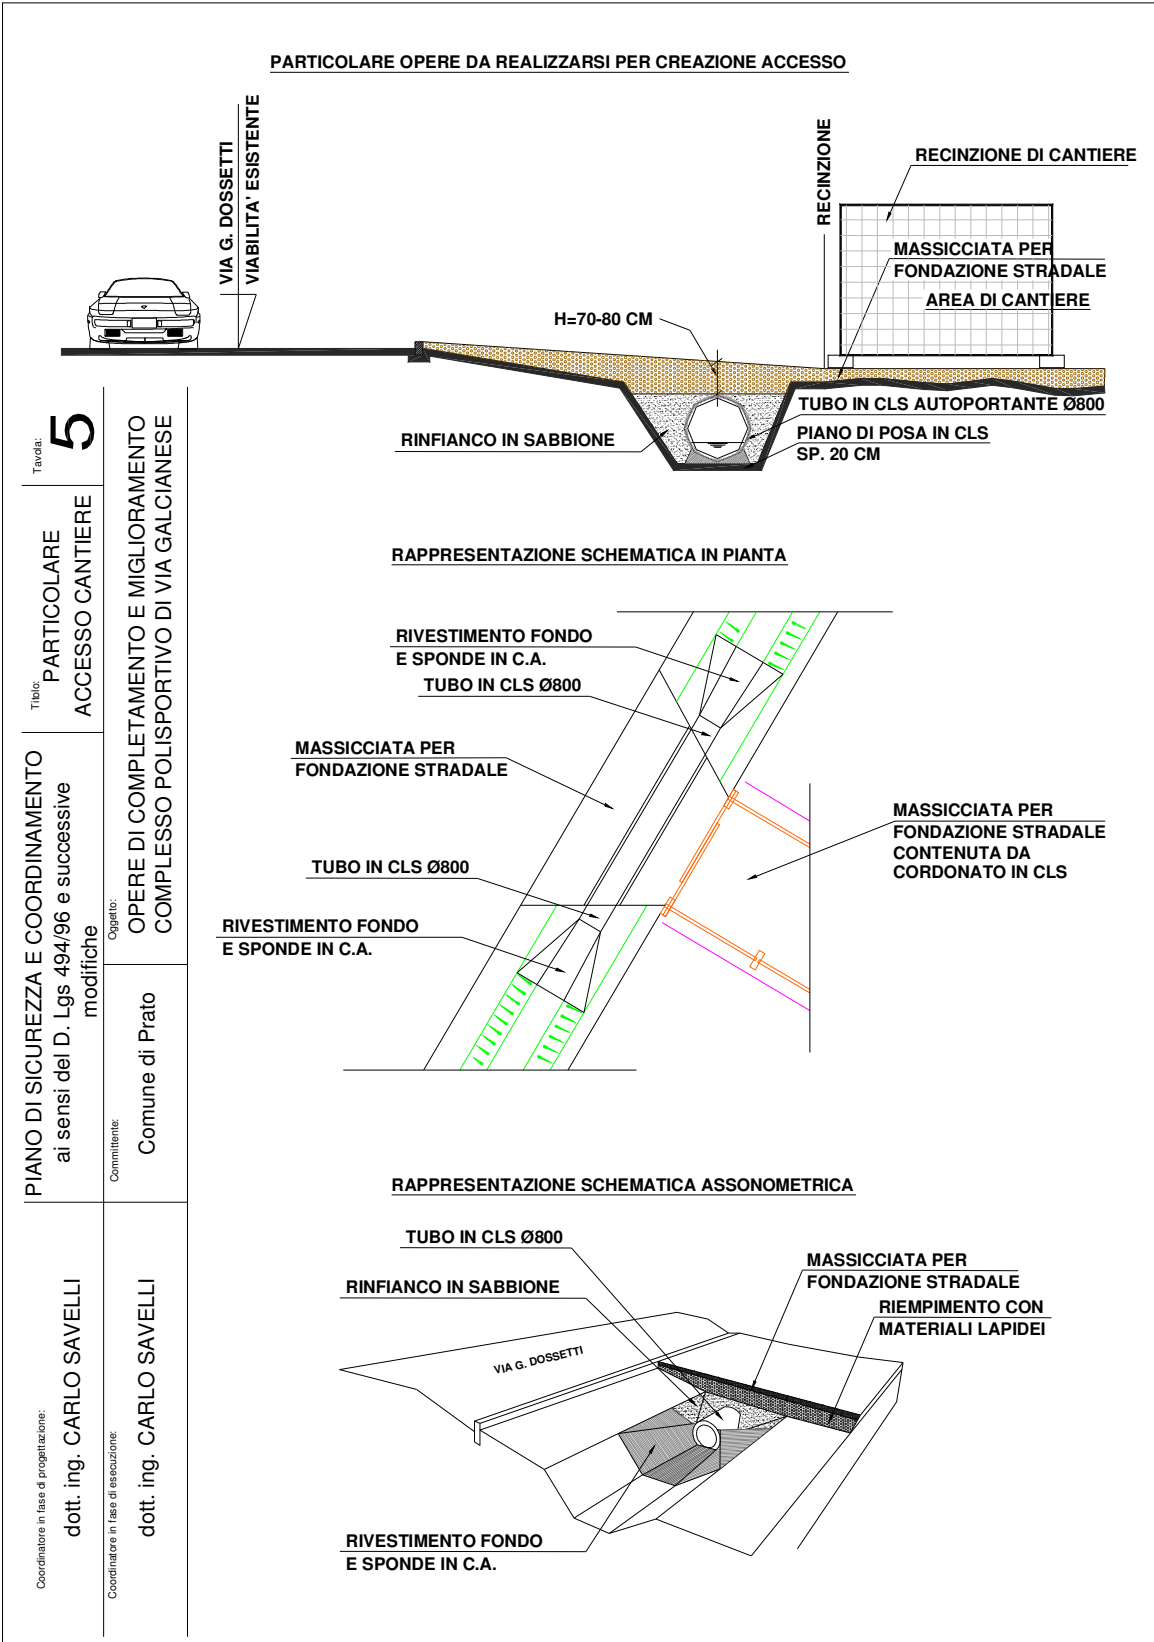 PARTICOLARE OPERE DA REALIZZARSI PER CREAZIONE ACCESSO
VIA G. DOSSETTI
VIABILITA' ESISTENTE
RECINZIONE
RECINZIONE DI CANTIERE
MASSICCIATA PER
FONDAZIONE STRADALE
AREA DI CANTIERE
H=70-80 CM
TUBO IN CLS AUTOPORTANTE Ø800
RINFIANCO IN SABBIONE
PIANO DI POSA IN CLS
SP. 20 CM
RAPPRESENTAZIONE SCHEMATICA IN PIANTA
RIVESTIMENTO FONDO
E SPONDE IN C.A.
TUBO IN CLS Ø800
MASSICCIATA PER
FONDAZIONE STRADALE
MASSICCIATA PER
FONDAZIONE STRADALE
CONTENUTA DA
CORDONATO IN CLS
TUBO IN CLS Ø800
RIVESTIMENTO FONDO
E SPONDE IN C.A.
RAPPRESENTAZIONE SCHEMATICA ASSONOMETRICA
TUBO IN CLS Ø800
RINFIANCO IN SABBIONE
MASSICCIATA PER
FONDAZIONE STRADALE
RIEMPIMENTO CON
MATERIALI LAPIDEI
VIA G. DOSSETTI
RIVESTIMENTO FONDO
E SPONDE IN C.A.
Coordinatore in fase di progettazione:
dott. ing. CARLO SAVELLI
Coordinatore in fase di esecuzione:
dott. ing. CARLO SAVELLI
PIANO DI SICUREZZA E COORDINAMENTO
ai sensi del D. Lgs 494/96 e successive
modifiche
Committente:
Comune di Prato
Titolo:
PARTICOLARE
ACCESSO CANTIERE
Tavola:
5
Oggetto:
OPERE DI COMPLETAMENTO E MIGLIORAMENTO
COMPLESSO POLISPORTIVO DI VIA GALCIANESE